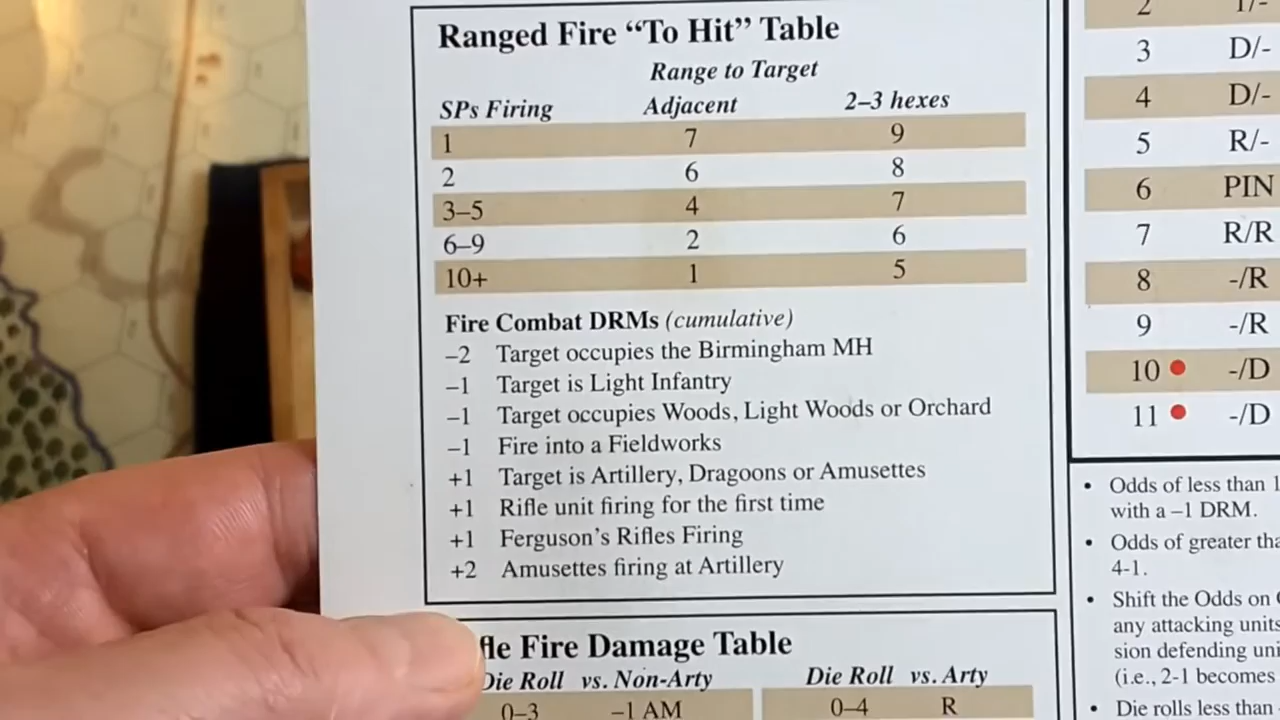 Ranged Fire “To Hit” Table
Range to Target
SPs Firing Adjacent 2–3 hexes
1 7 9
2 6 8
3–5 4 7
6–9 2 6
10+ 1 5
Fire Combat DRMs (cumulative)
–2 Target occupies the Birmingham MH
–1 Target is Light Infantry
–1 Target occupies Woods, Light Woods or Orchard
–1 Fire into a Fieldworks
+1 Target is Artillery, Dragoons or Amusettes
+1 Rifle unit firing for the first time
+1 Ferguson’s Rifles Firing
+2 Amusettes firing at Artillery
Fire Damage Table
Die Roll vs. Non-Arty Die Roll vs. Arty
0–3 –1 AM 0–4 R
2
3 D/-
4 D/-
5 R/-
6 PIN
7 R/R
8 -/R
9 -/R
10 -/D
11 -/D
• Odds of less than 1
with a –1 DRM.
• Odds of greater
4-1.
• Shift the Odds on
any attacking units
defending
(i.e., 2-1 becomes
• Die rolls less than